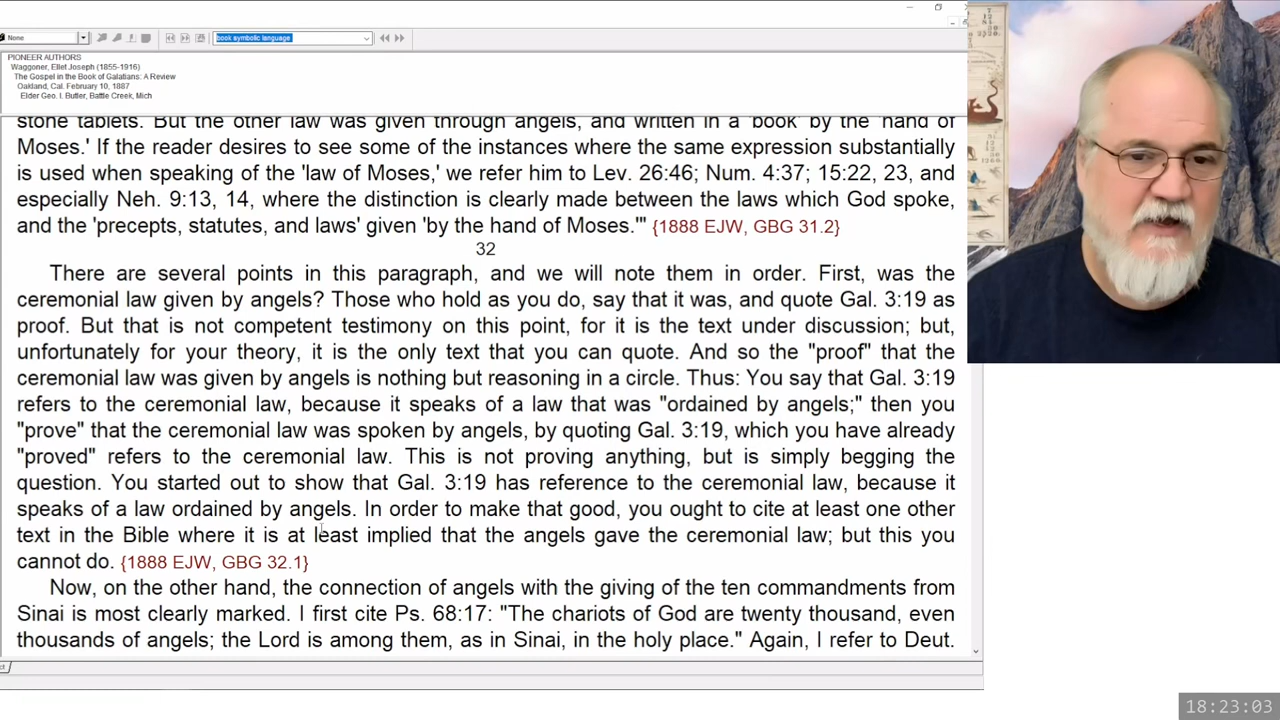 None
book symbolic language
PIONEER AUTHORS
Waggoner, Ellet Joseph (1855-1916)
The Gospel in the Book of Galatians: A Review
Oakland, Cal. February 10, 1887
Elder Geo. I. Butler, Battle Creek, Mich
stone tablets. But the other law was given through angels, and written in a 'book' by the 'hand of
Moses.' If the reader desires to see some of the instances where the same expression substantially
is used when speaking of the 'law of Moses,' we refer him to Lev. 26:46; Num. 4:37; 15:22, 23, and
especially Neh. 9:13, 14, where the distinction is clearly made between the laws which God spoke,
and the 'precepts, statutes, and laws' given 'by the hand of Moses.'" {1888 EJW, GBG 31.2}
32
There are several points in this paragraph, and we will note them in order. First, was the
ceremonial law given by angels? Those who hold as you do, say that it was, and quote Gal. 3:19 as
proof. But that is not competent testimony on this point, for it is the text under discussion; but,
unfortunately for your theory, it is the only text that you can quote. And so the "proof" that the
ceremonial law was given by angels is nothing but reasoning in a circle. Thus: You say that Gal. 3:19
refers to the ceremonial law, because it speaks of a law that was "ordained by angels;" then you
"prove" that the ceremonial law was spoken by angels, by quoting Gal. 3:19, which you have already
"proved" refers to the ceremonial law. This is not proving anything, but is simply begging the
question. You started out to show that Gal. 3:19 has reference to the ceremonial law, because it
speaks of a law ordained by angels. In order to make that good, you ought to cite at least one other
text in the Bible where it is at least implied that the angels gave the ceremonial law; but this you
cannot do. {1888 EJW, GBG 32.1}
Now, on the other hand, the connection of angels with the giving of the ten commandments from
Sinai is most clearly marked. I first cite Ps. 68:17: "The chariots of God are twenty thousand, even
thousands of angels; the Lord is among them, as in Sinai, in the holy place." Again, I refer to Deut.
18:23:03